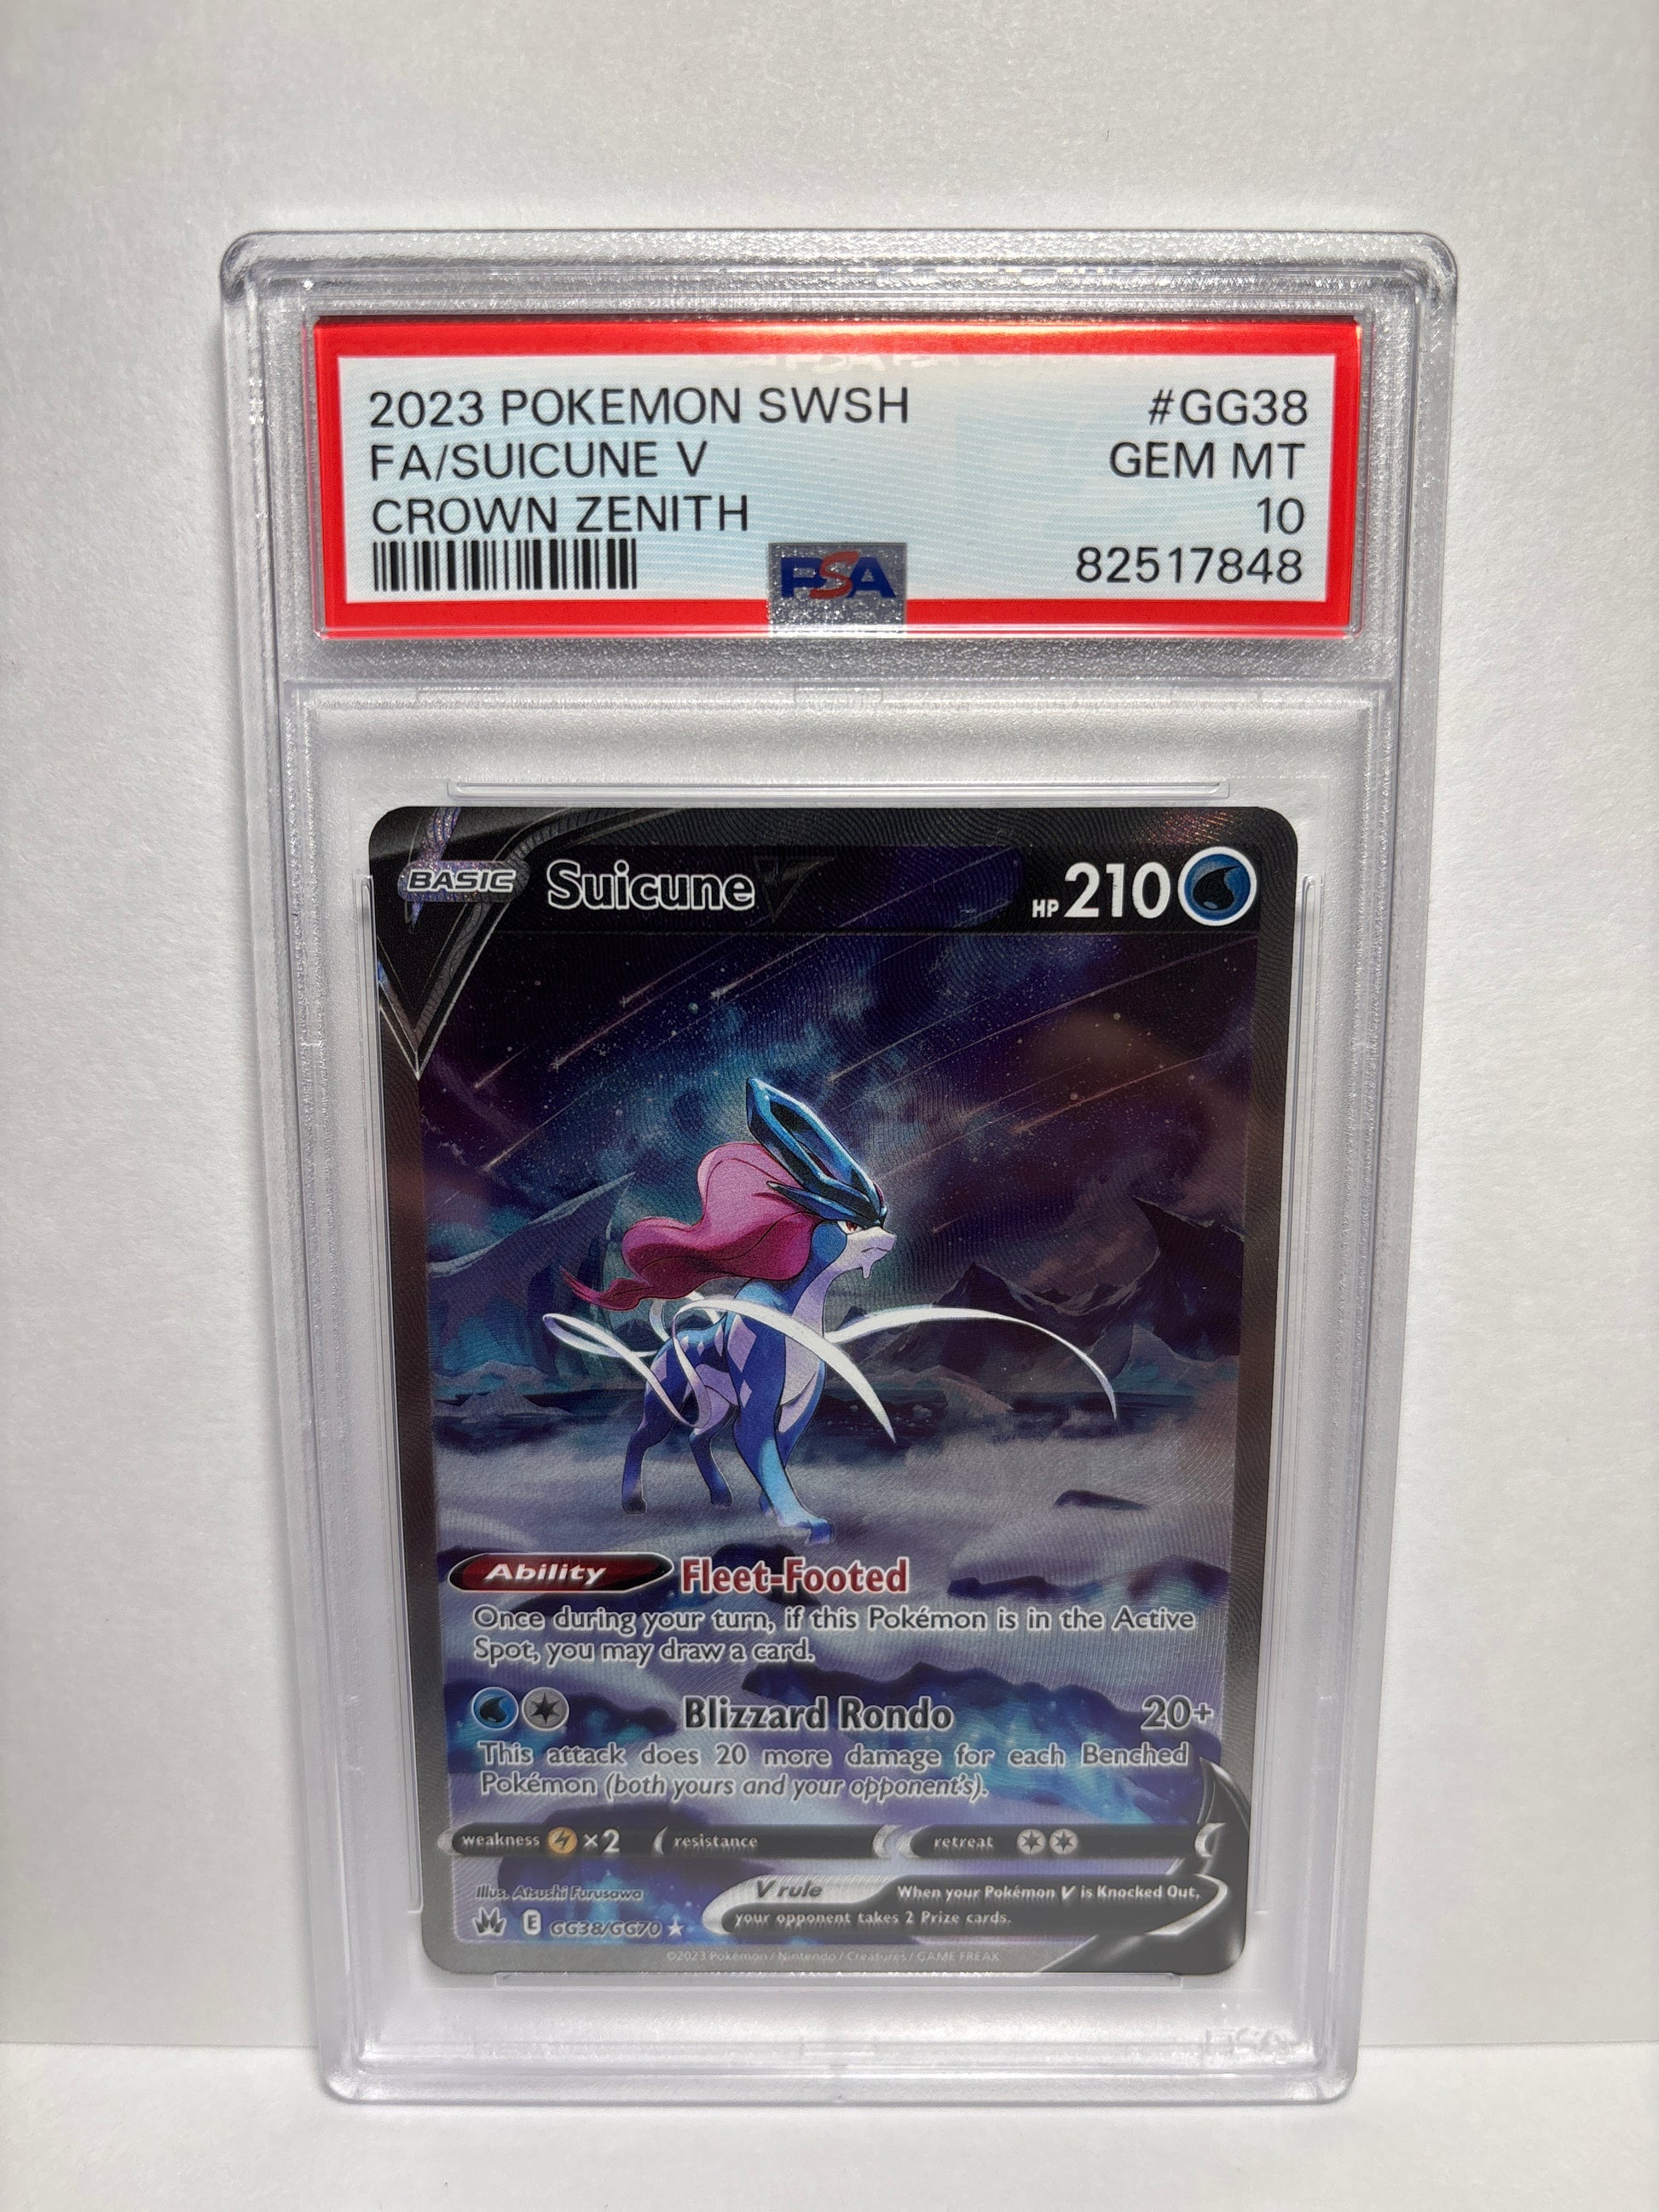 2023 POKEMON SWSH #GG38
FA/SUICUNE V GEM MT
CROWN ZENITH 10
PSA 82517848
BASIC Suicune V HP 210
Ability Fleet-Footed
Once during your turn, if this Pokémon is in the Active
Spot, you may draw a card.
Blizzard Rondo 20+
This attack does 20 more damage for each Benched
Pokémon (both yours and your opponent's).
weakness ×2 resistance retreat
Illus. Atsushi Furusawa
V rule When your Pokémon V is Knocked Out,
your opponent takes 2 Prize cards.
E GG38/GG70
©2023 Pokémon / Nintendo / Creatures / GAME FREAK
PSA